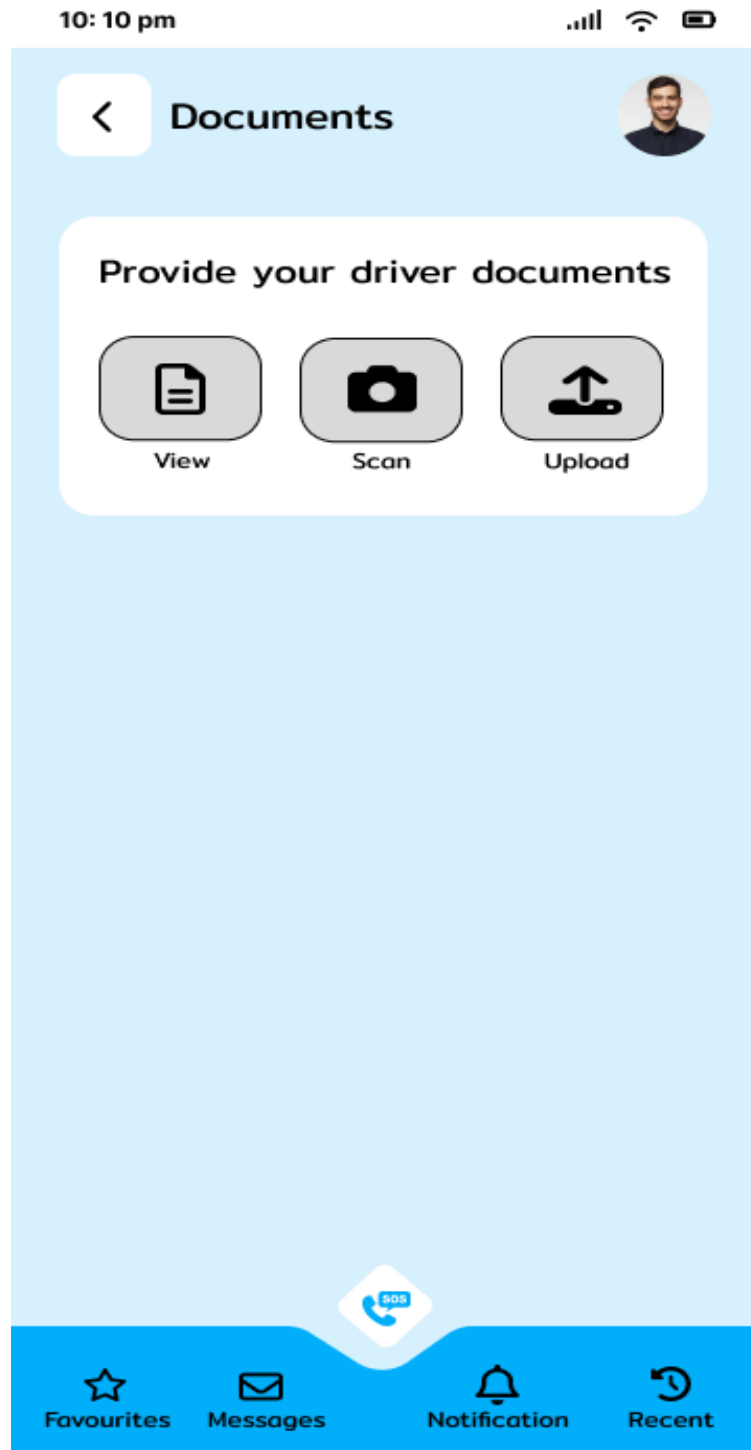 10: 10 pm
Documents
Provide your driver documents
View Scan Upload
SOS
Favourites Messages Notification Recent